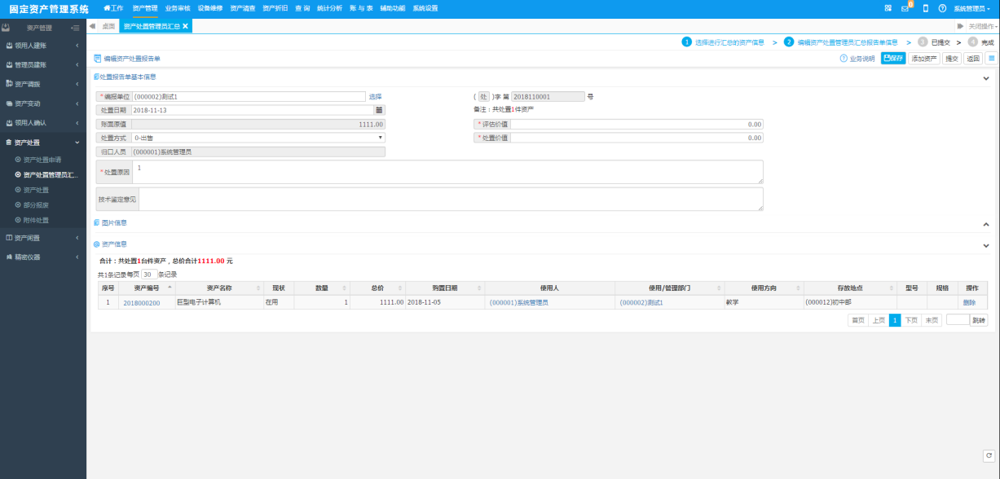 固定资产管理系统 工作 资产管理 业务审核 设备维修 资产清查 资产折旧 查 询 统计分析 账 与 表 辅助功能 系统设置 0 系统管理员
资产管理 桌面 资产处置管理员汇总 关闭操作
领用人建账
管理员建账
资产调拨
资产变动
领用人确认
资产处置
资产处置申请
资产处置管理员汇...
资产处置
部分报废
附件处置
资产闲置
精密仪器
1 选择进行汇总的资产信息 > 2 编辑资产处置管理员汇总报告单信息 > 3 已提交 > 4 完成
编辑资产处置报告单 业务说明 保存 添加资产 提交 返回
处置报告单基本信息
*编报单位 (000002)测试1 选择 ( 处 )字 第 2018110001 号
处置日期 2018-11-13 备注：共处置1件资产
账面原值 1111.00 *评估价值 0.00
处置方式 0-出售 *处置价值 0.00
归口人员 (000001)系统管理员
*处置原因 1
技术鉴定意见
图片信息
资产信息
合计：共处置1台件资产，总价合计1111.00 元
共1条记录每页 30 条记录
序号 资产编号 资产名称 现状 数量 总价 购置日期 使用人 使用/管理部门 使用方向 存放地点 型号 规格 操作
1 2018000200 巨型电子计算机 在用 1 1111.00 2018-11-05 (000001)系统管理员 (000002)测试1 教学 (000012)初中部 删除
首页 上页 1 下页 末页 跳转